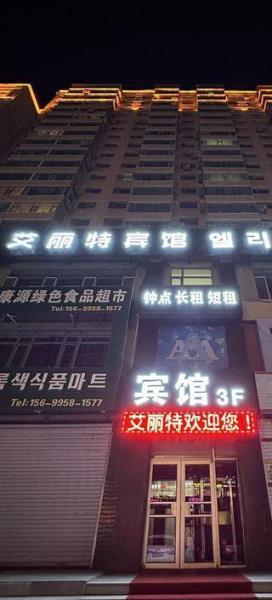 艾丽特宾馆 엘리
康源绿色食品超市
Tel: 156-9958-1577
钟点 长租 短租
록색식품마트
Tel: 156-9958-1577
宾馆 3F
艾丽特欢迎您！